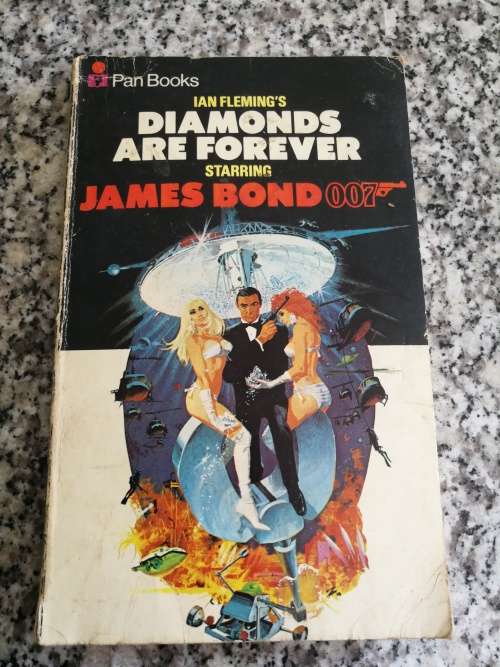 Pan Books
IAN FLEMING'S
DIAMONDS
ARE FOREVER
STARRING
JAMES BOND 007